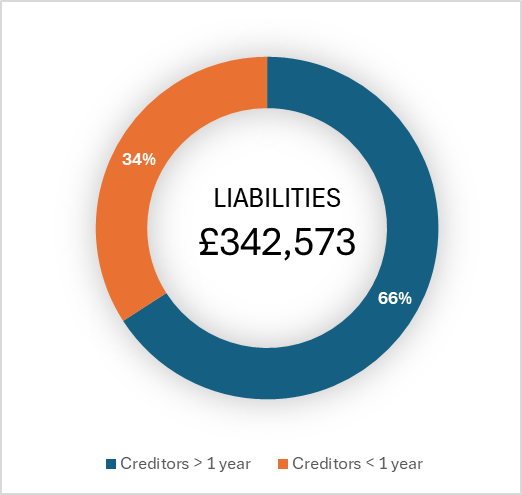 34%
LIABILITIES
£342,573
66%
Creditors > 1 year
Creditors < 1 year